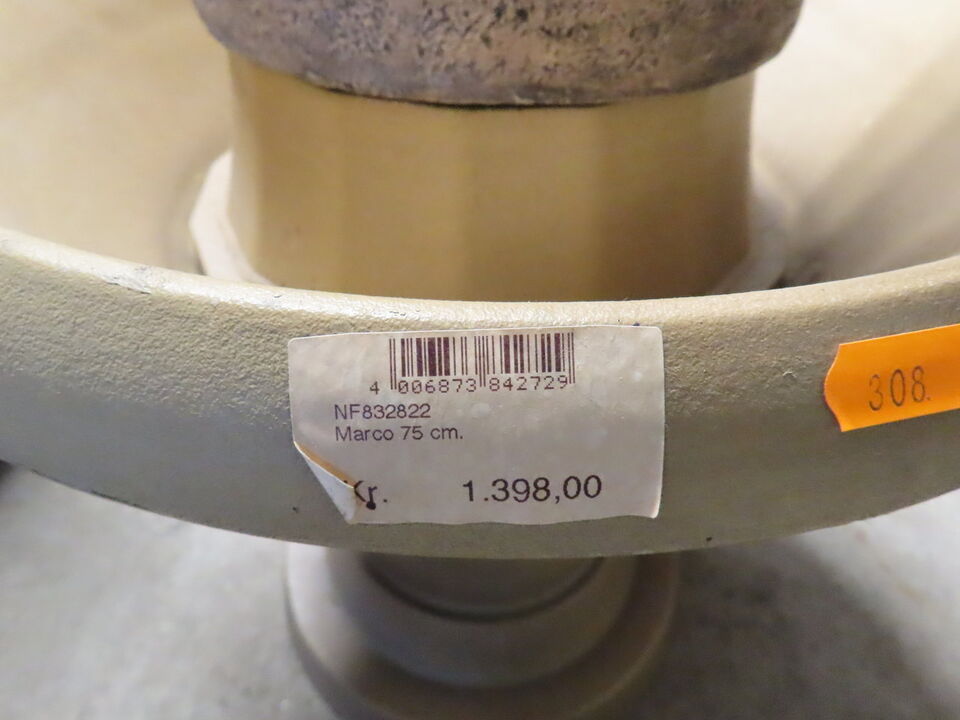 4 006873 842729
NF832822
Marco 75 cm.
Kr. 1.398,00
308.